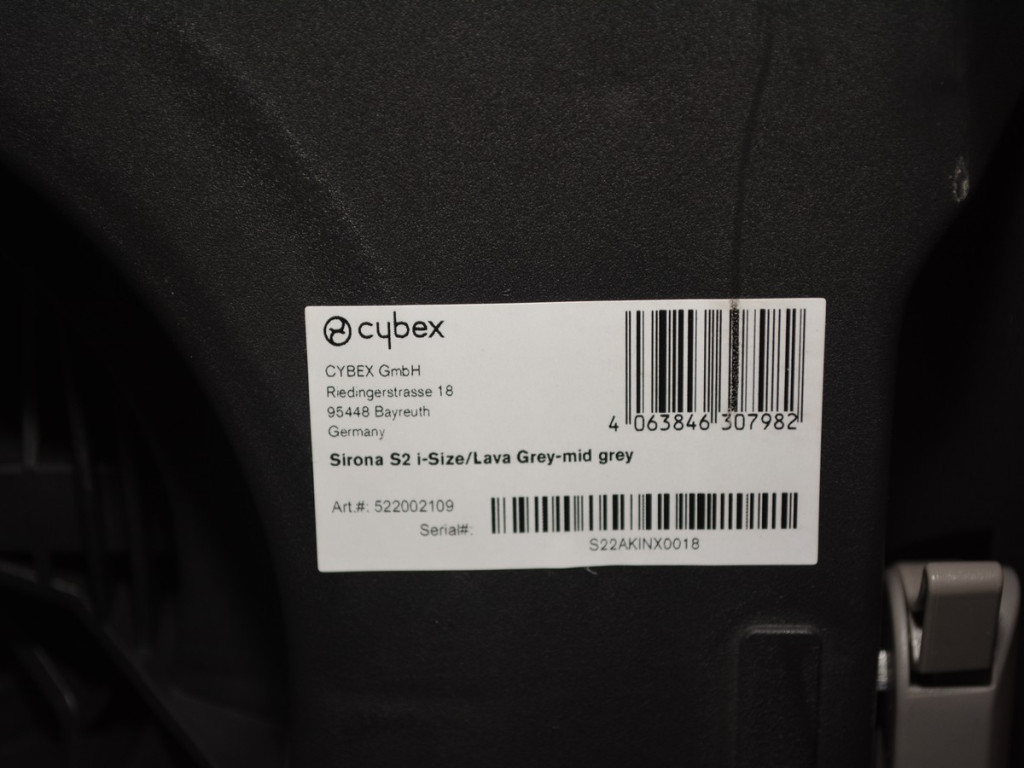 cybex
CYBEX GmbH
Riedingerstrasse 18
95448 Bayreuth
Germany
4 063846 307982
Sirona S2 i-Size/Lava Grey-mid grey
Art.#: 522002109
Serial#:
S22AKINX0018